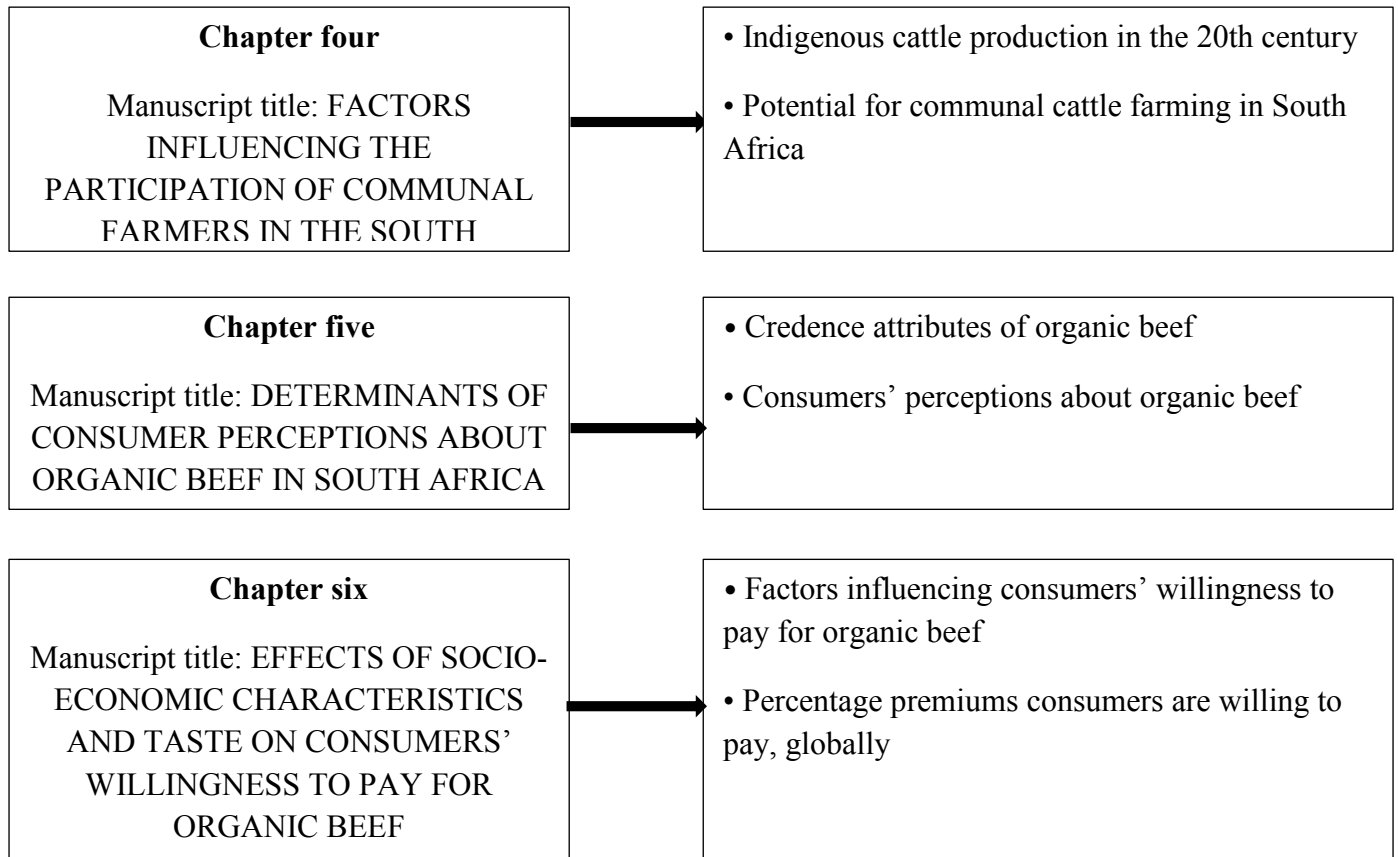 Chapter four
Manuscript title: FACTORS
INFLUENCING THE
PARTICIPATION OF COMMUNAL
FARMERS IN THE SOUTH
• Indigenous cattle production in the 20th century
• Potential for communal cattle farming in South
Africa
Chapter five
Manuscript title: DETERMINANTS OF
CONSUMER PERCEPTIONS ABOUT
ORGANIC BEEF IN SOUTH AFRICA
• Credence attributes of organic beef
• Consumers’ perceptions about organic beef
Chapter six
Manuscript title: EFFECTS OF SOCIO-
ECONOMIC CHARACTERISTICS
AND TASTE ON CONSUMERS’
WILLINGNESS TO PAY FOR
ORGANIC BEEF
• Factors influencing consumers’ willingness to
pay for organic beef
• Percentage premiums consumers are willing to
pay, globally